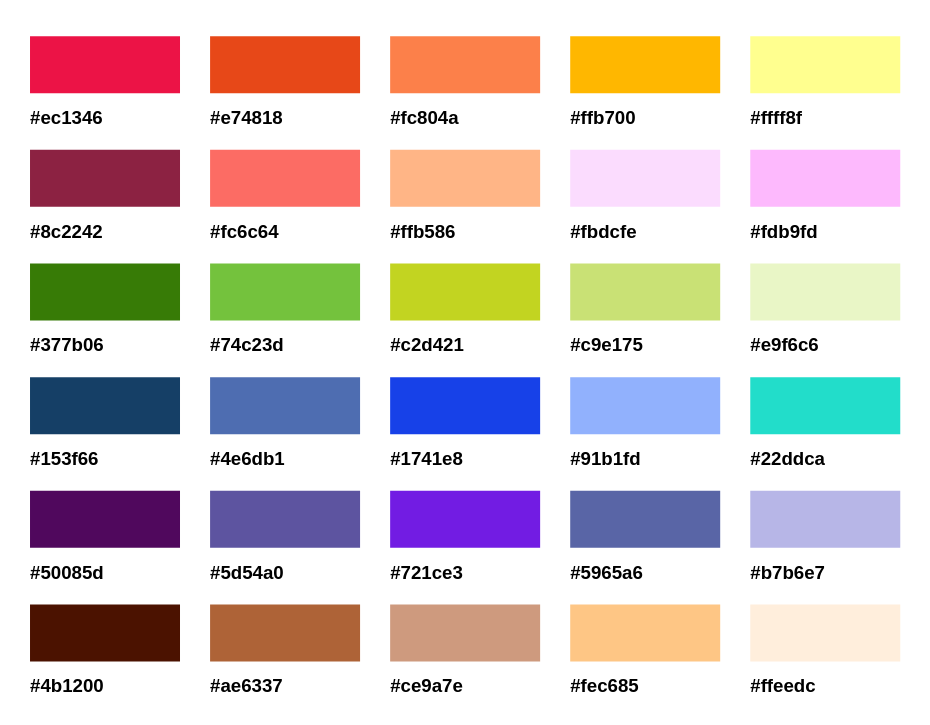 #ec1346 #e74818 #fc804a #ffb700 #ffff8f
#8c2242 #fc6c64 #ffb586 #fbdcfe #fdb9fd
#377b06 #74c23d #c2d421 #c9e175 #e9f6c6
#153f66 #4e6db1 #1741e8 #91b1fd #22ddca
#50085d #5d54a0 #721ce3 #5965a6 #b7b6e7
#4b1200 #ae6337 #ce9a7e #fec685 #ffeedc